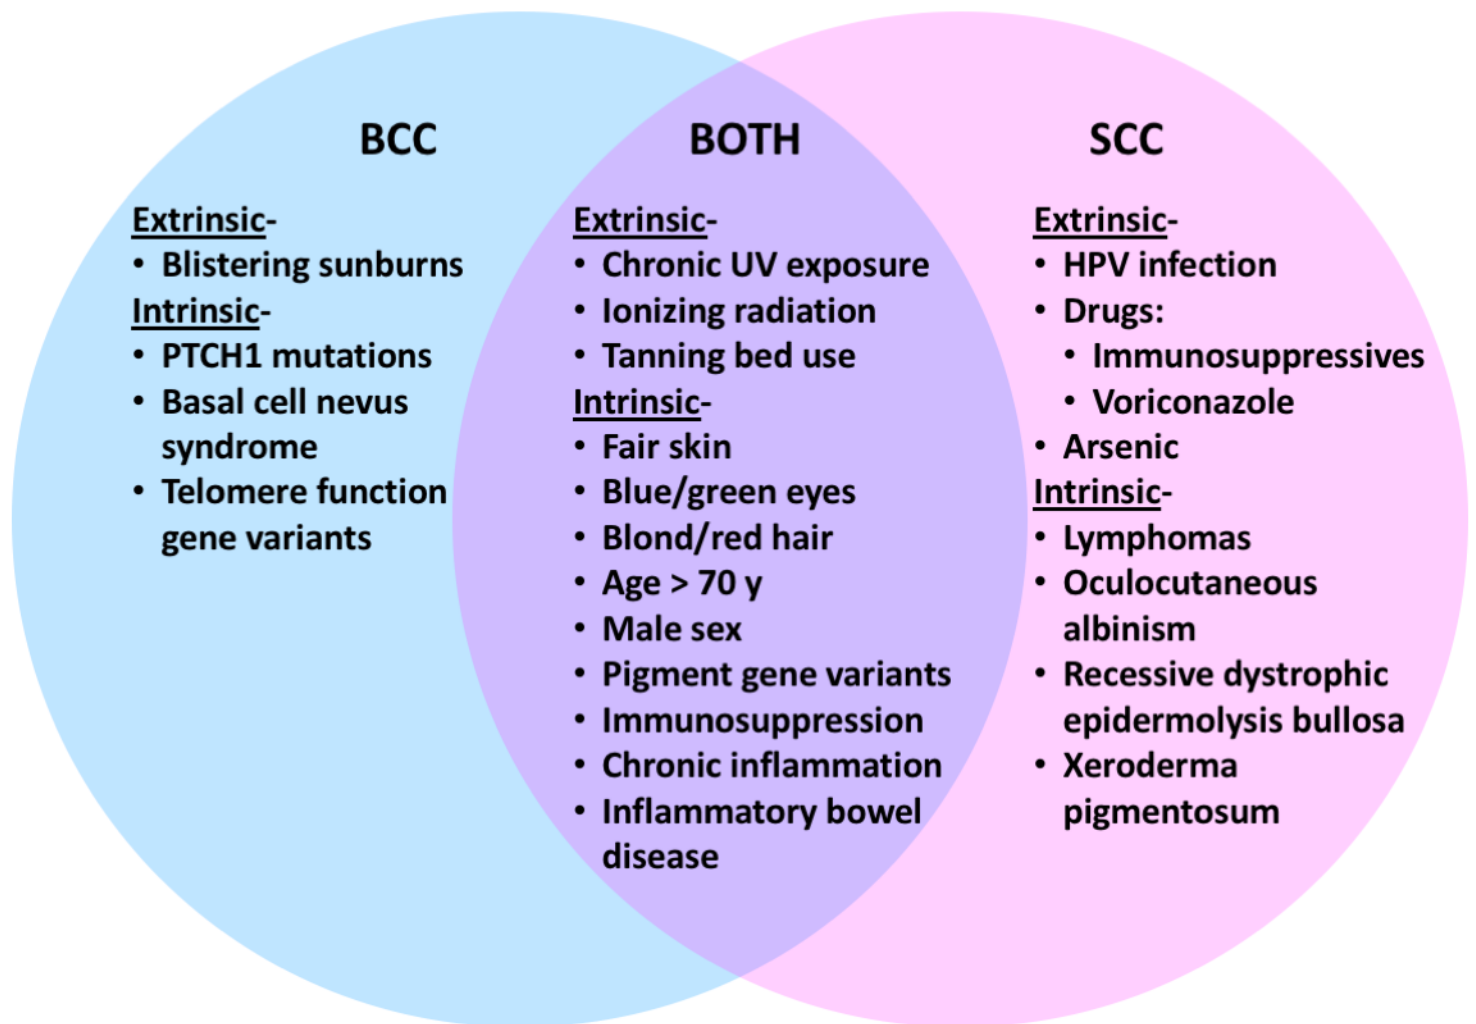 BCC
Extrinsic-
• Blistering sunburns
Intrinsic-
• PTCH1 mutations
• Basal cell nevus
syndrome
• Telomere function
gene variants
BOTH
Extrinsic-
• Chronic UV exposure
• Ionizing radiation
• Tanning bed use
Intrinsic-
• Fair skin
• Blue/green eyes
• Blond/red hair
• Age > 70 y
• Male sex
• Pigment gene variants
• Immunosuppression
• Chronic inflammation
• Inflammatory bowel
disease
SCC
Extrinsic-
• HPV infection
• Drugs:
• Immunosuppressives
• Voriconazole
• Arsenic
Intrinsic-
• Lymphomas
• Oculocutaneous
albinism
• Recessive dystrophic
epidermolysis bullosa
• Xeroderma
pigmentosum